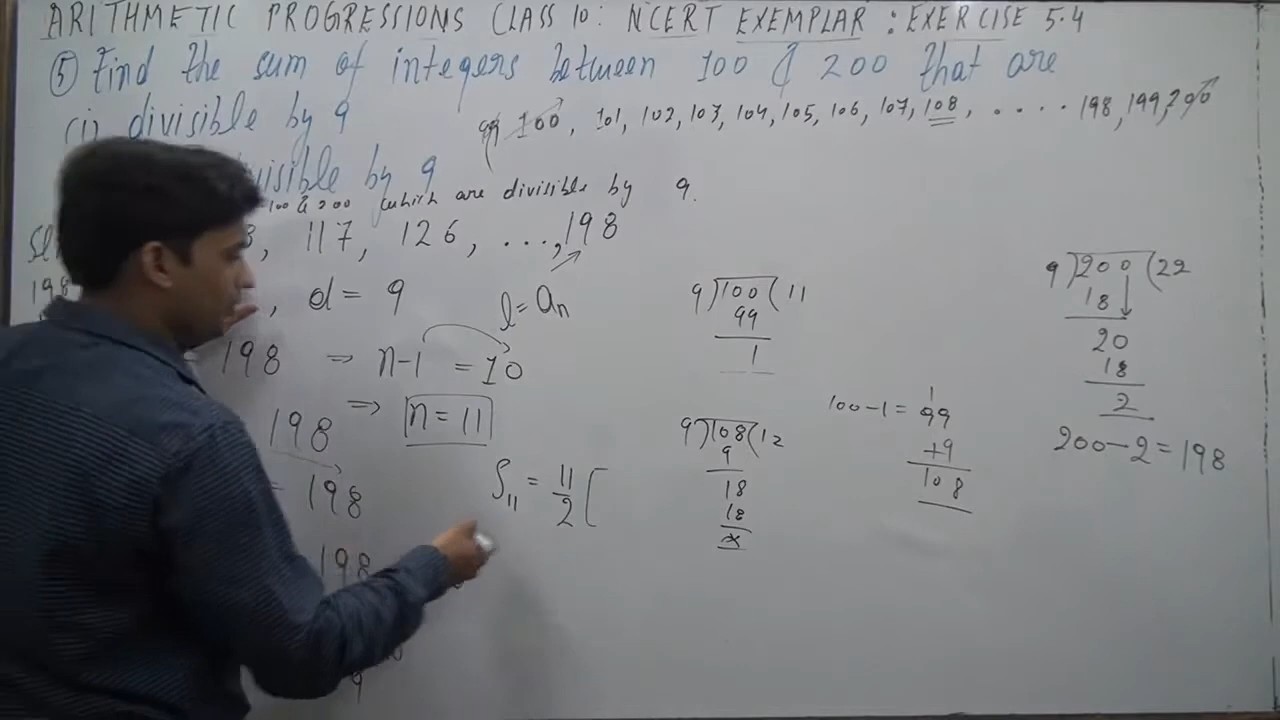 ARITHMETIC PROGRESSIONS CLASS 10: NCERT EXEMPLAR: EXERCISE 5.4
⑤ Find the sum of integers between 100 & 200 that are
(i) divisible by 9
100, 101, 102, 103, 104, 105, 106, 107, 108, ..... 198, 199, 200
by 9
100 & 200 which are divisible by 9.
, 117, 126, ..., 198
, d = 9
l = an
198 ⇒ n-1 = 10
198 ⇒ n = 11
= 198
S11 = 11/2 [
198
9
9)100(11
99
1
9)108(12
9
18
18
×
100-1 = 99
+9
108
9)200(22
18
20
18
2
200-2 = 198